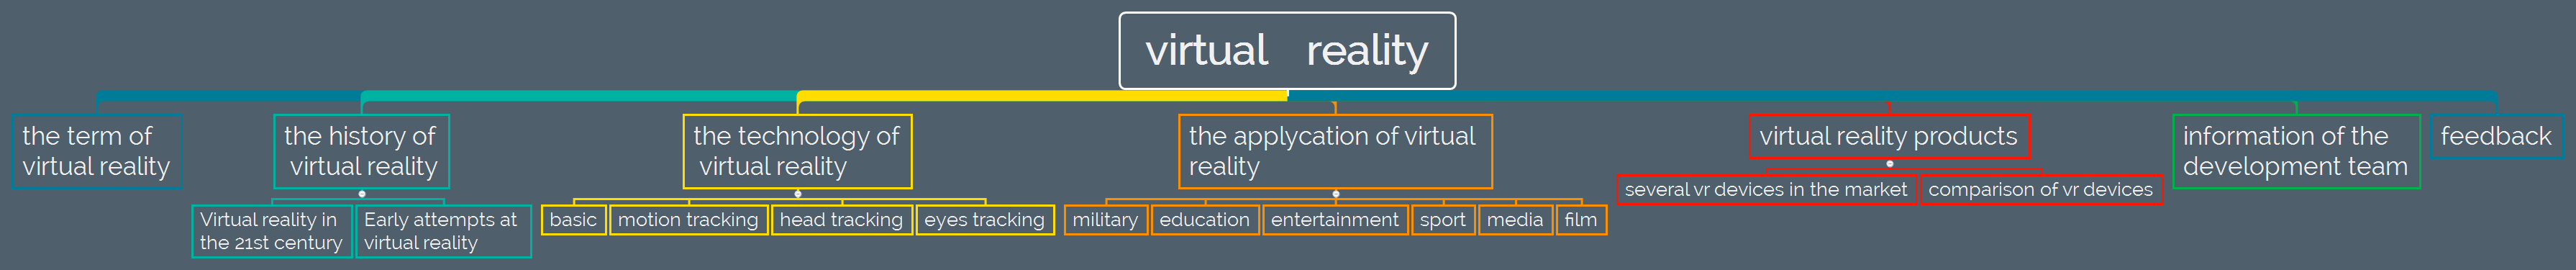 virtual reality
the term of
virtual reality
the history of
virtual reality
Virtual reality in
the 21st century
Early attempts at
virtual reality
the technology of
virtual reality
basic
motion tracking
head tracking
eyes tracking
the applycation of virtual
reality
military
education
entertainment
sport
media
film
virtual reality products
several vr devices in the market
comparison of vr devices
information of the
development team
feedback